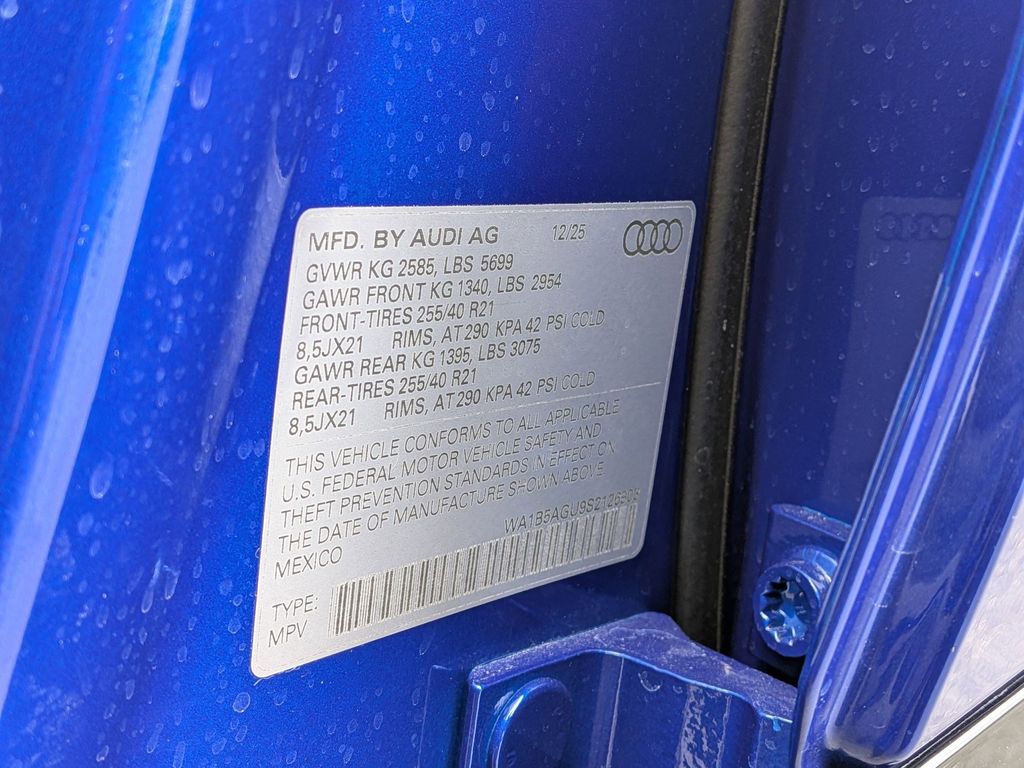 MFD. BY AUDI AG 12/25
GVWR KG 2585, LBS 5699
GAWR FRONT KG 1340, LBS 2954
FRONT-TIRES 255/40 R21
8,5JX21 RIMS, AT 290 KPA 42 PSI COLD
GAWR REAR KG 1395, LBS 3075
REAR-TIRES 255/40 R21
8,5JX21 RIMS, AT 290 KPA 42 PSI COLD
THIS VEHICLE CONFORMS TO ALL APPLICABLE
U.S. FEDERAL MOTOR VEHICLE SAFETY AND
THEFT PREVENTION STANDARDS IN EFFECT ON
THE DATE OF MANUFACTURE SHOWN ABOVE
MEXICO
TYPE:
MPV